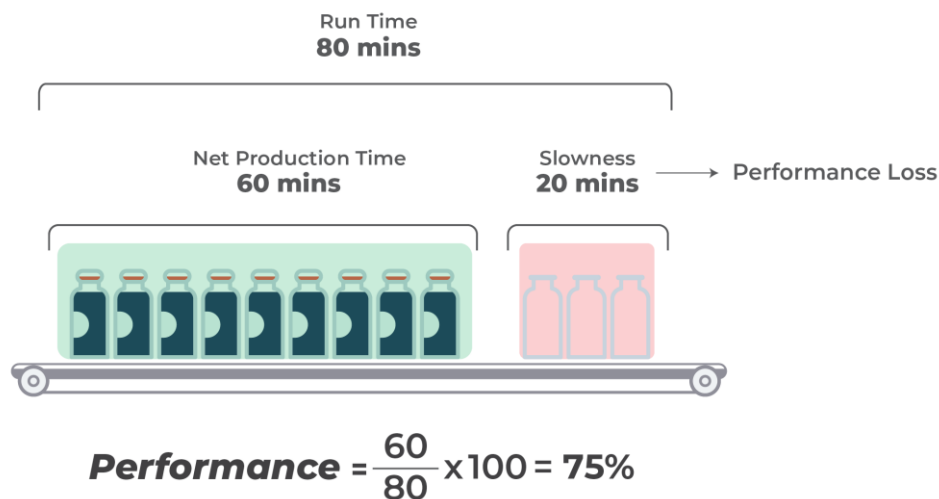 Run Time
80 mins
Net Production Time
60 mins
Slowness
20 mins
Performance Loss
Performance = 60/80 x 100 = 75%